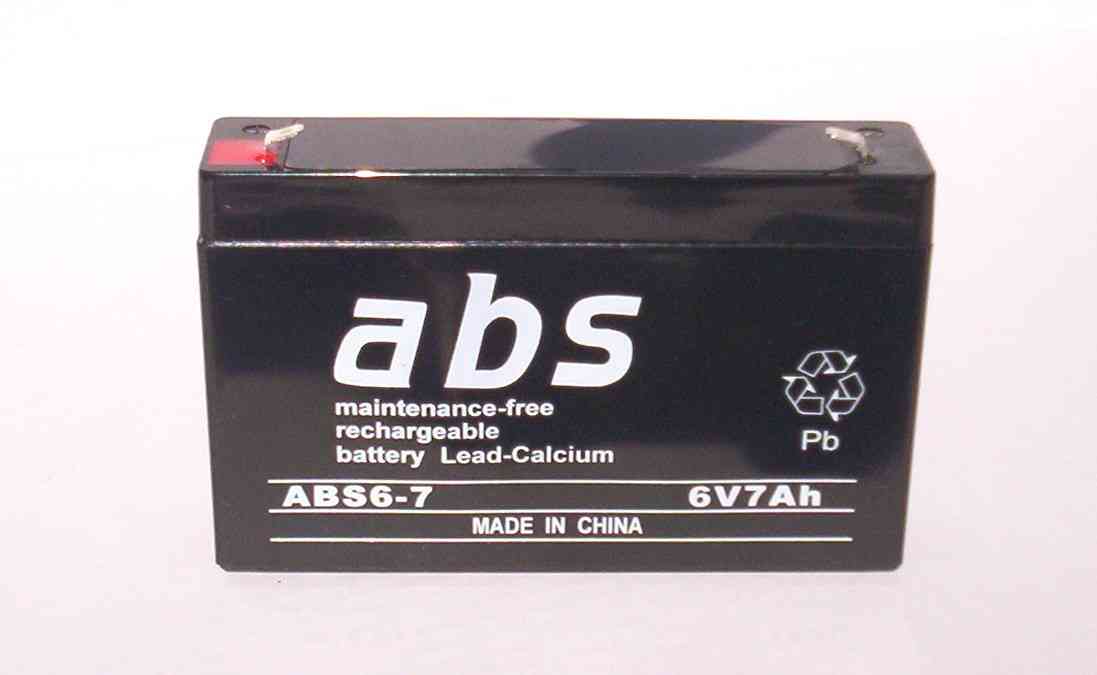 abs
maintenance-free
rechargeable
battery Lead-Calcium
Pb
ABS6-7 6V7Ah
MADE IN CHINA